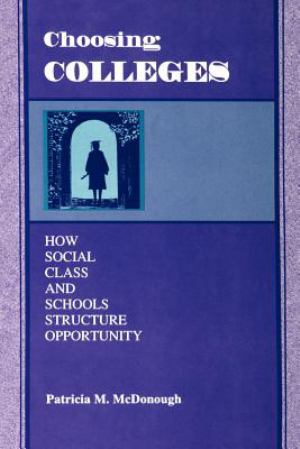 Choosing
COLLEGES
HOW
SOCIAL
CLASS
AND
SCHOOLS
STRUCTURE
OPPORTUNITY
Patricia M. McDonough